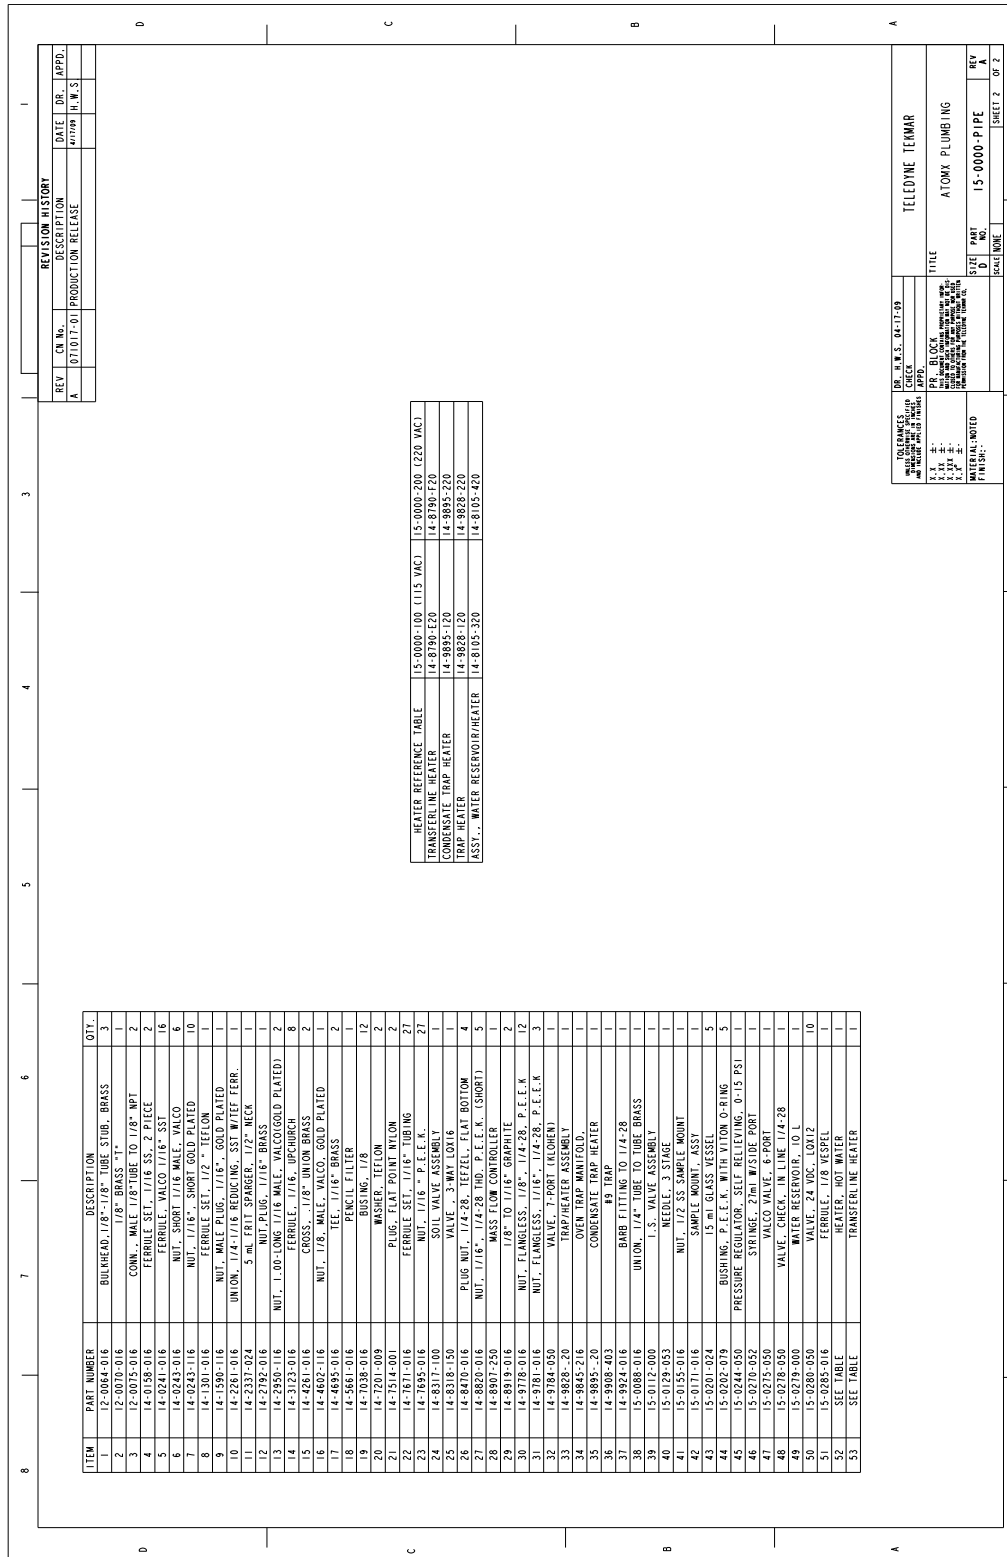 8
7
6
5
4
3
1
D
C
B
A
D
C
B
A
REVISION HISTORY
REV CN No. DESCRIPTION DATE DR. APPD.
A 071017-01 PRODUCTION RELEASE 4/17/09 H.W.S
ITEM PART NUMBER DESCRIPTION QTY.
1 12-0064-016 BULKHEAD,1/8"-1/8" TUBE STUB, BRASS 3
2 12-0070-016 1/8" BRASS "T" 1
3 12-0075-016 CONN., MALE 1/8"TUBE TO 1/8" NPT 2
4 14-0158-016 FERRULE SET, 1/16 SS, 2 PIECE 2
5 14-0241-016 FERRULE, VALCO 1/16" SST 16
6 14-0243-016 NUT, SHORT 1/16 MALE, VALCO 6
7 14-0243-116 NUT, 1/16", SHORT GOLD PLATED 10
8 14-1301-016 FERRULE SET, 1/2 " TEFLON 1
9 14-1590-116 NUT, MALE PLUG, 1/16", GOLD PLATED 1
10 14-2261-016 UNION, 1/4-1/16 REDUCING, SST W/TEF FERR. 1
11 14-2337-024 5 mL FRIT SPARGER, 1/2" NECK 1
12 14-2792-016 NUT,PLUG, 1/16" BRASS 1
13 14-2950-116 NUT, 1.00-LONG 1/16 MALE, VALCO(GOLD PLATED) 2
14 14-3123-016 FERRULE, 1/16, UPCHURCH 8
15 14-4261-016 CROSS, 1/8" UNION BRASS 2
16 14-4602-116 NUT, 1/8, MALE, VALCO, GOLD PLATED 1
17 14-4695-016 TEE, 1/16" BRASS 2
18 14-5661-016 PENCIL FILTER 1
19 14-7038-016 BUSING, 1/8 12
20 14-7201-009 WASHER, TEFLON 2
21 14-7514-001 PLUG, FLAT POINT NYLON 2
22 14-7671-016 FERRULE SET, 1/16" TUBING 27
23 14-7695-016 NUT, 1/16 " P.E.E.K. 27
24 14-8317-100 SOIL VALVE ASSEMBLY 1
25 14-8318-150 VALVE , 3-WAY LQX16 1
26 14-8470-016 PLUG NUT, 1/4-28, TEFZEL, FLAT BOTTOM 4
27 14-8820-016 NUT, 1/16", 1/4-28 THD, P.E.E.K. (SHORT) 5
28 14-8907-250 MASS FLOW CONTROLLER 1
29 14-8919-016 1/8" TO 1/16" GRAPHITE 2
30 14-9778-016 NUT, FLANGLESS, 1/8", 1/4-28, P.E.E.K 12
31 14-9781-016 NUT, FLANGLESS, 1/16", 1/4-28, P.E.E.K 3
32 14-9784-050 VALVE, 7-PORT (KLOHEN) 1
33 14-9828-.20 TRAP/HEATER ASSEMBLY 1
34 14-9845-216 OVEN TRAP MANIFOLD, 1
35 14-9895-.20 CONDENSATE TRAP HEATER 1
36 14-9908-403 #9 TRAP 1
37 14-9924-016 BARB FITTING TO 1/4-28 1
38 15-0088-016 UNION, 1/4" TUBE TO TUBE BRASS 1
39 15-0112-000 I.S. VALVE ASSEMBLY 1
40 15-0129-053 NEEDLE, 3 STAGE 1
41 15-0155-016 NUT, 1/2 SS SAMPLE MOUNT 1
42 15-0171-016 SAMPLE MOUNT, ASSY 1
43 15-0201-024 15 ml GLASS VESSEL 5
44 15-0202-079 BUSHING, P.E.E.K. WITH VITON O-RING 5
45 15-0244-050 PRESSURE REGULATOR,SELF RELIEVING, 0-15 PSI 1
46 15-0270-052 SYRINGE, 27ml W/SIDE PORT 1
47 15-0275-050 VALCO VALVE, 6-PORT 1
48 15-0278-050 VALVE, CHECK, IN LINE 1/4-28 1
49 15-0279-000 WATER RESERVOIR, 10 L 1
50 15-0280-050 VALVE, 24 VDC, LQX12 10
51 15-0285-016 FERRULE, 1/8 VESPEL 1
52 SEE TABLE HEATER, HOT WATER 1
53 SEE TABLE TRANSFERLINE HEATER 1
HEATER REFERENCE TABLE 15-0000-100 (115 VAC) 15-0000-200 (220 VAC)
TRANSFERLINE HEATER 14-8790-E20 14-8790-F20
CONDENSATE TRAP HEATER 14-9895-120 14-9895-220
TRAP HEATER 14-9828-120 14-9828-220
ASSY., WATER RESERVOIR/HEATER 14-8105-320 14-8105-420
TOLERANCES
UNLESS OTHERWISE SPECIFIED
DIMENSIONS ARE IN INCHES
AND INCLUDE APPLIED FINISHES
X.X ±-
X.XX ±-
X.XXX ±-
X.X° ±-
MATERIAL:NOTED
FINISH:-
DR. H.W.S. 04-17-09
CHECK
APPD.
PR. BLOCK
TELEDYNE TEKMAR
TITLE
ATOMX PLUMBING
SIZE D PART NO. 15-0000-PIPE REV A
SCALE NONE SHEET 2 OF 2